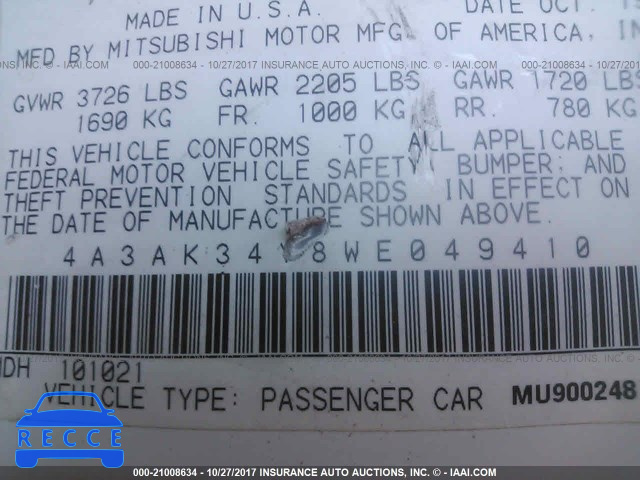 MADE IN U.S.A. DATE OCT.
MFD BY MITSUBISHI MOTOR MFG. OF AMERICA,
000-21008634 - 10/27/2017 INSURANCE AUTO AUCTIONS, INC. © - IAAI.COM
GVWR 3726 LBS GAWR 2205 LBS GAWR 1720 LBS
1690 KG FR. 1000 KG RR. 780 KG
THIS VEHICLE CONFORMS TO ALL APPLICABLE
FEDERAL MOTOR VEHICLE SAFETY, BUMPER, AND
THEFT PREVENTION STANDARDS IN EFFECT ON
THE DATE OF MANUFACTURE SHOWN ABOVE.
4A3AK34 8WE049410
101021
VEHICLE TYPE: PASSENGER CAR MU900248
RECCE
000-21008634 - 10/27/2017 INSURANCE AUTO AUCTIONS, INC. © - IAAI.COM